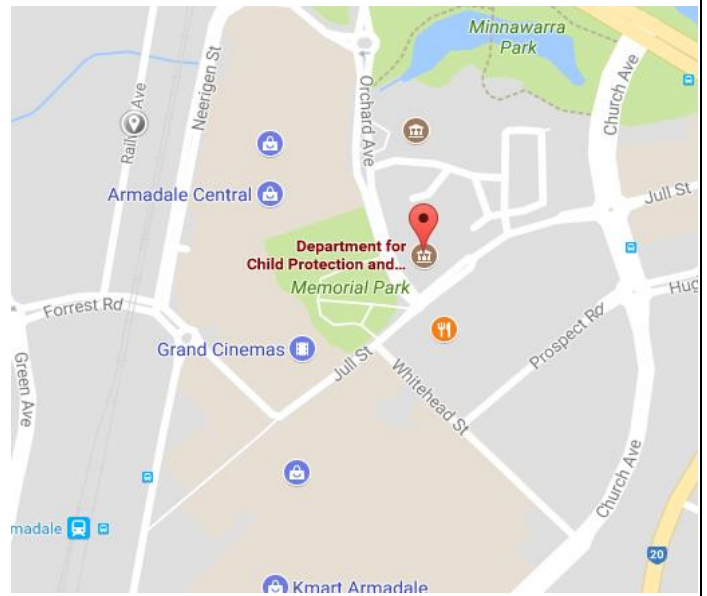 Minnawarra
Park
Church Ave
Neerigen St
Orchard Ave
Ave
Armadale Central
Jull St
Department for
Child Protection and...
Memorial Park
Forrest Rd
Grand Cinemas
Jull St
Prospect Rd
Hug
Green Ave
Whitehead St
Church Ave
madale
20
Kmart Armadale